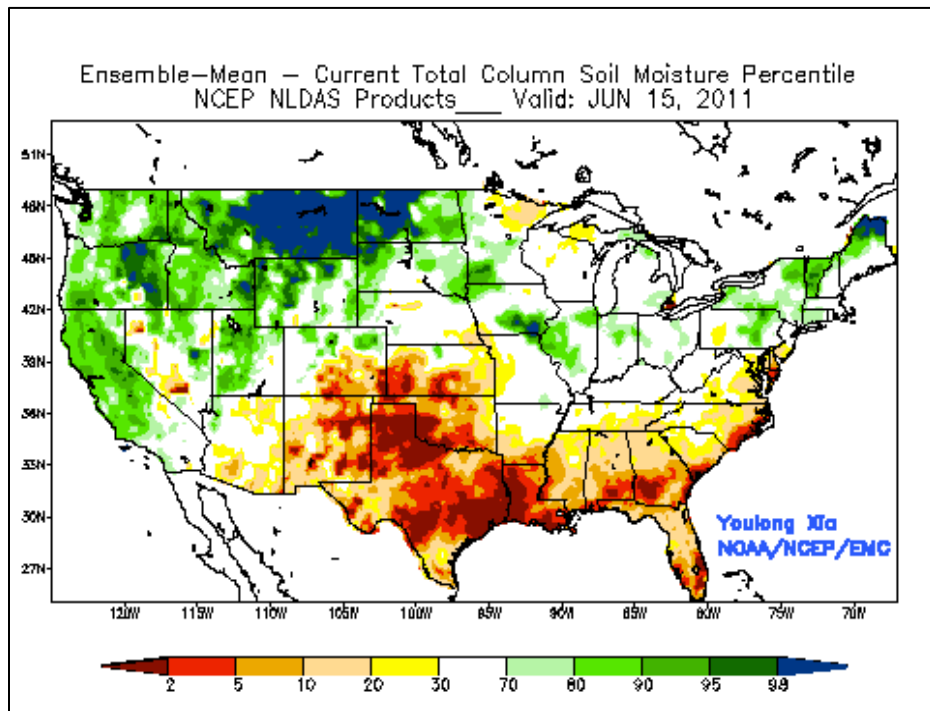 Ensemble-Mean - Current Total Column Soil Moisture Percentile
NCEP NLDAS Products___ Valid: JUN 15, 2011
51N
48N
45N
42N
39N
36N
33N
30N
27N
Youlong Xia
NOAA/NCEP/EMC
120W 115W 110W 105W 100W 95W 90W 85W 80W 75W 70W
2 5 10 20 30 70 80 90 95 98